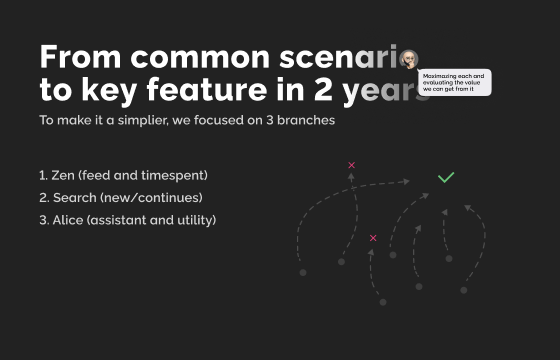 From common scenario
to key feature in 2 years
Maximazing each and
evaluating the value
we can get from it
To make it a simplier, we focused on 3 branches
1. Zen (feed and timespent)
2. Search (new/continues)
3. Alice (assistant and utility)